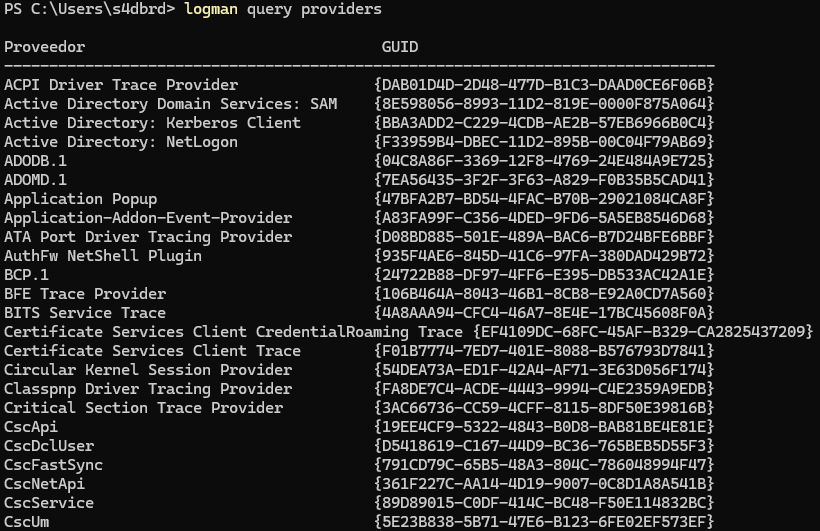 PS C:\Users\s4dbrd> logman query providers
Proveedor GUID
-------------------------------------------------------------------------------
ACPI Driver Trace Provider {DAB01D4D-2D48-477D-B1C3-DAAD0CE6F06B}
Active Directory Domain Services: SAM {8E598056-8993-11D2-819E-0000F875A064}
Active Directory: Kerberos Client {BBA3ADD2-C229-4CDB-AE2B-57EB6966B0C4}
Active Directory: NetLogon {F33959B4-DBEC-11D2-895B-00C04F79AB69}
ADODB.1 {04C8A86F-3369-12F8-4769-24E484A9E725}
ADOMD.1 {7EA56435-3F2F-3F63-A829-F0B35B5CAD41}
Application Popup {47BFA2B7-BD54-4FAC-B70B-29021084CA8F}
Application-Addon-Event-Provider {A83FA99F-C356-4DED-9FD6-5A5EB8546D68}
ATA Port Driver Tracing Provider {D08BD885-501E-489A-BAC6-B7D24BFE6BBF}
AuthFw NetShell Plugin {935F4AE6-845D-41C6-97FA-380DAD429B72}
BCP.1 {24722B88-DF97-4FF6-E395-DB533AC42A1E}
BFE Trace Provider {106B464A-8043-46B1-8CB8-E92A0CD7A560}
BITS Service Trace {4A8AAA94-CFC4-46A7-8E4E-17BC45608F0A}
Certificate Services Client CredentialRoaming Trace {EF4109DC-68FC-45AF-B329-CA2825437209}
Certificate Services Client Trace {F01B7774-7ED7-401E-8088-B576793D7841}
Circular Kernel Session Provider {54DEA73A-ED1F-42A4-AF71-3E63D056F174}
Classpnp Driver Tracing Provider {FA8DE7C4-ACDE-4443-9994-C4E2359A9EDB}
Critical Section Trace Provider {3AC66736-CC59-4CFF-8115-8DF50E39816B}
CscApi {19EE4CF9-5322-4843-B0D8-BAB81BE4E81E}
CscDclUser {D5418619-C167-44D9-BC36-765BEB5D55F3}
CscFastSync {791CD79C-65B5-48A3-804C-786048994F47}
CscNetApi {361F227C-AA14-4D19-9007-0C8D1A8A541B}
CscService {89D89015-C0DF-414C-BC48-F50E114832BC}
CscUm {5E23B838-5B71-47E6-B123-6FE02EF573EF}